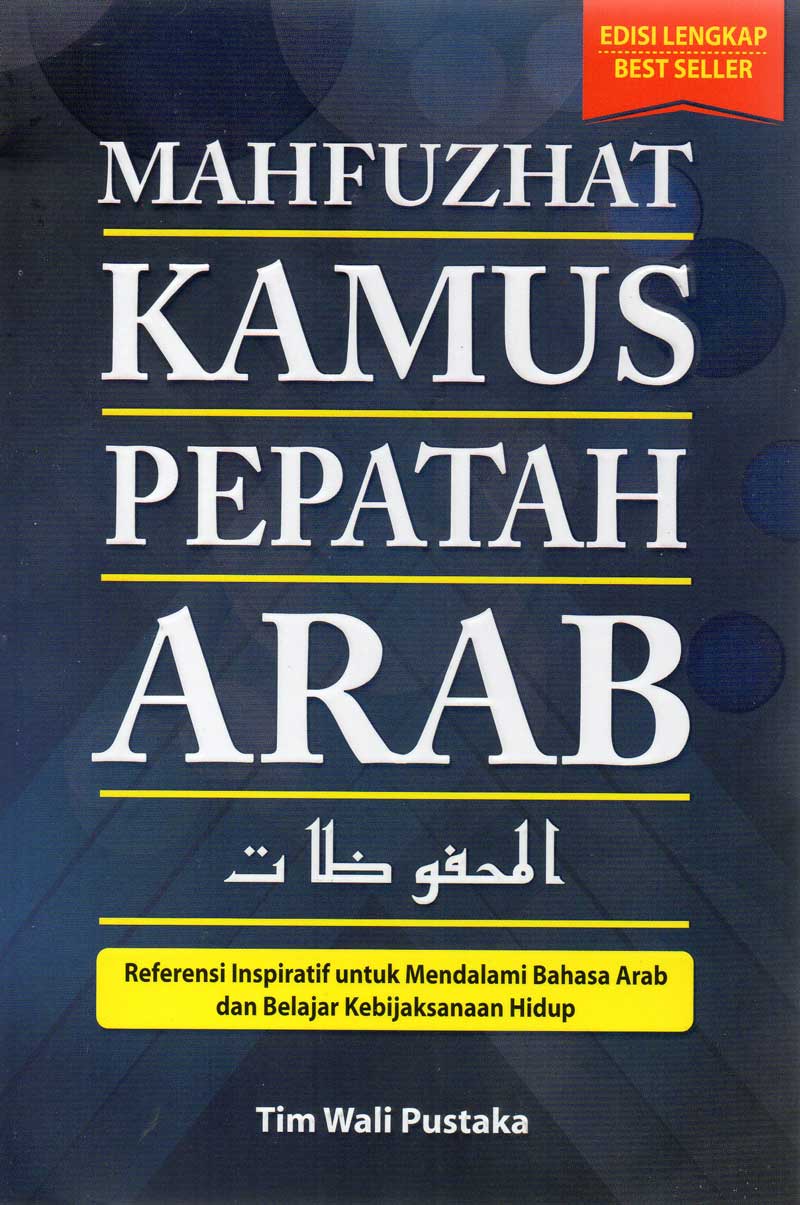 EDISI LENGKAP
BEST SELLER
MAHFUZHAT
KAMUS
PEPATAH
ARAB
المحفوظات
Referensi Inspiratif untuk Mendalami Bahasa Arab
dan Belajar Kebijaksanaan Hidup
Tim Wali Pustaka